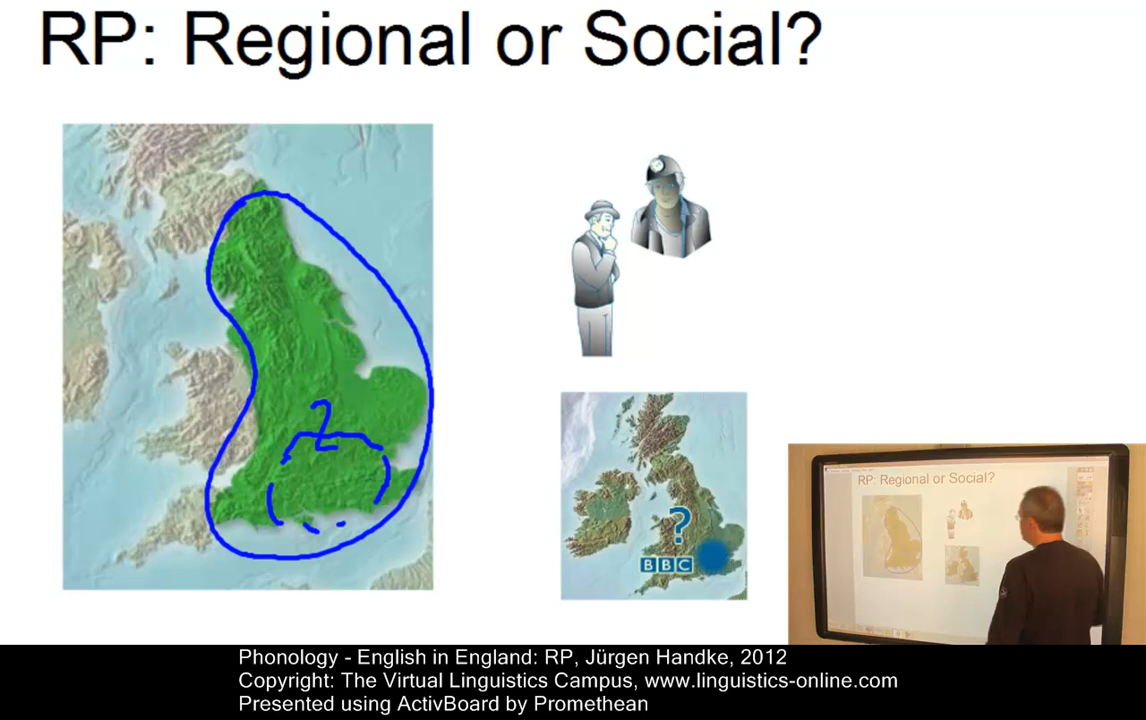 RP: Regional or Social?
2
?
BBC
RP: Regional or Social?
Phonology - English in England: RP, Jürgen Handke, 2012
Copyright: The Virtual Linguistics Campus, www.linguistics-online.com
Presented using ActivBoard by Promethean